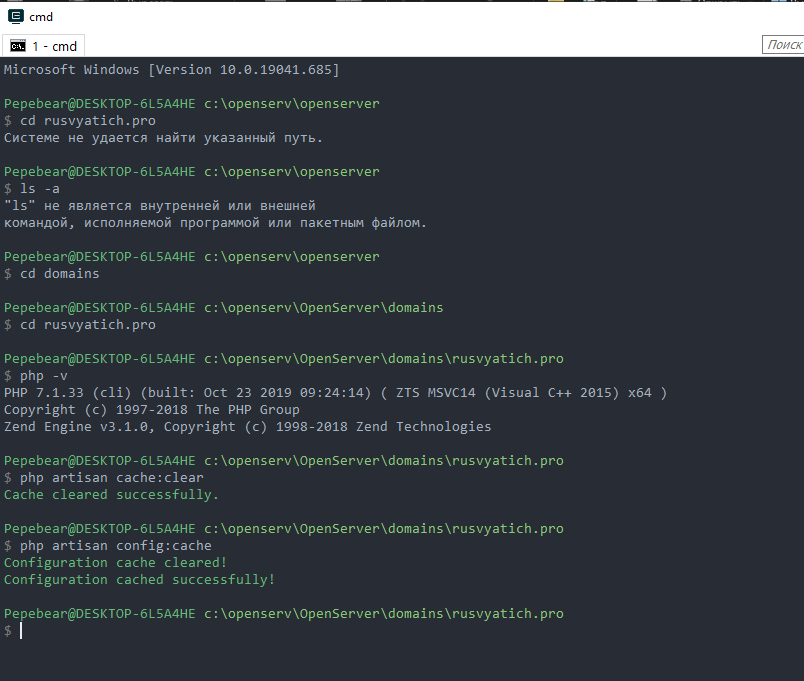 cmd
1 - cmd
Поиск
Microsoft Windows [Version 10.0.19041.685]
Pepebear@DESKTOP-6L5A4HE c:\openserv\openserver
$ cd rusvyatich.pro
Системе не удается найти указанный путь.
Pepebear@DESKTOP-6L5A4HE c:\openserv\openserver
$ ls -a
"ls" не является внутренней или внешней
командой, исполняемой программой или пакетным файлом.
Pepebear@DESKTOP-6L5A4HE c:\openserv\openserver
$ cd domains
Pepebear@DESKTOP-6L5A4HE c:\openserv\OpenServer\domains
$ cd rusvyatich.pro
Pepebear@DESKTOP-6L5A4HE c:\openserv\OpenServer\domains\rusvyatich.pro
$ php -v
PHP 7.1.33 (cli) (built: Oct 23 2019 09:24:14) ( ZTS MSVC14 (Visual C++ 2015) x64 )
Copyright (c) 1997-2018 The PHP Group
Zend Engine v3.1.0, Copyright (c) 1998-2018 Zend Technologies
Pepebear@DESKTOP-6L5A4HE c:\openserv\OpenServer\domains\rusvyatich.pro
$ php artisan cache:clear
Cache cleared successfully.
Pepebear@DESKTOP-6L5A4HE c:\openserv\OpenServer\domains\rusvyatich.pro
$ php artisan config:cache
Configuration cache cleared!
Configuration cached successfully!
Pepebear@DESKTOP-6L5A4HE c:\openserv\OpenServer\domains\rusvyatich.pro
$